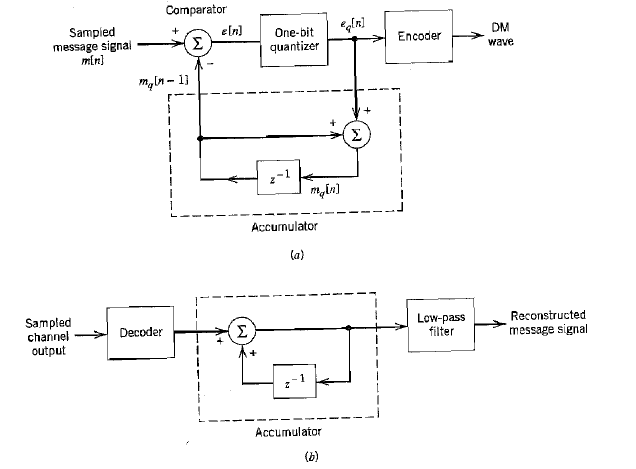 Comparator
Sampled
message signal
m[n]
+
Σ
−
e[n]
One-bit
quantizer
e_q[n]
Encoder
DM
wave
m_q[n − 1]
+
+
Σ
z⁻¹
m_q[n]
Accumulator
(a)
Sampled
channel
output
Decoder
+
Σ
+
z⁻¹
Accumulator
Low-pass
filter
Reconstructed
message signal
(b)